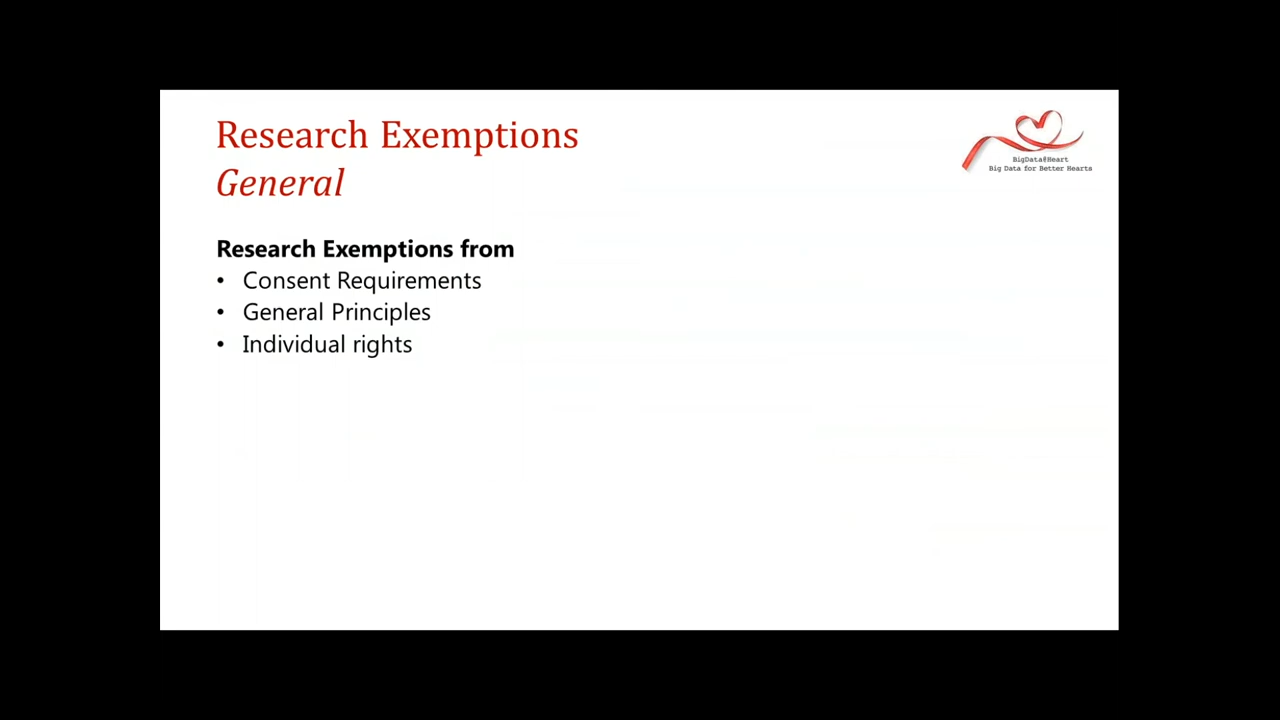 Research Exemptions
General
BigData@Heart
Big Data for Better Hearts
Research Exemptions from
• Consent Requirements
• General Principles
• Individual rights